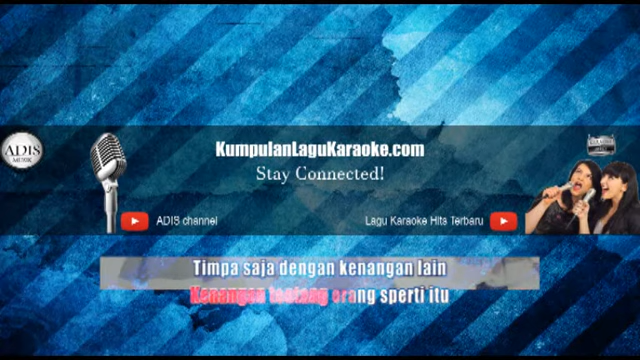 KumpulanLaguKaraoke.com
Stay Connected!
ADIS
MUSIK
ADIS channel
Lagu Karaoke Hits Terbaru
Timpa saja dengan kenangan lain
Kenangan tentang orang sperti itu